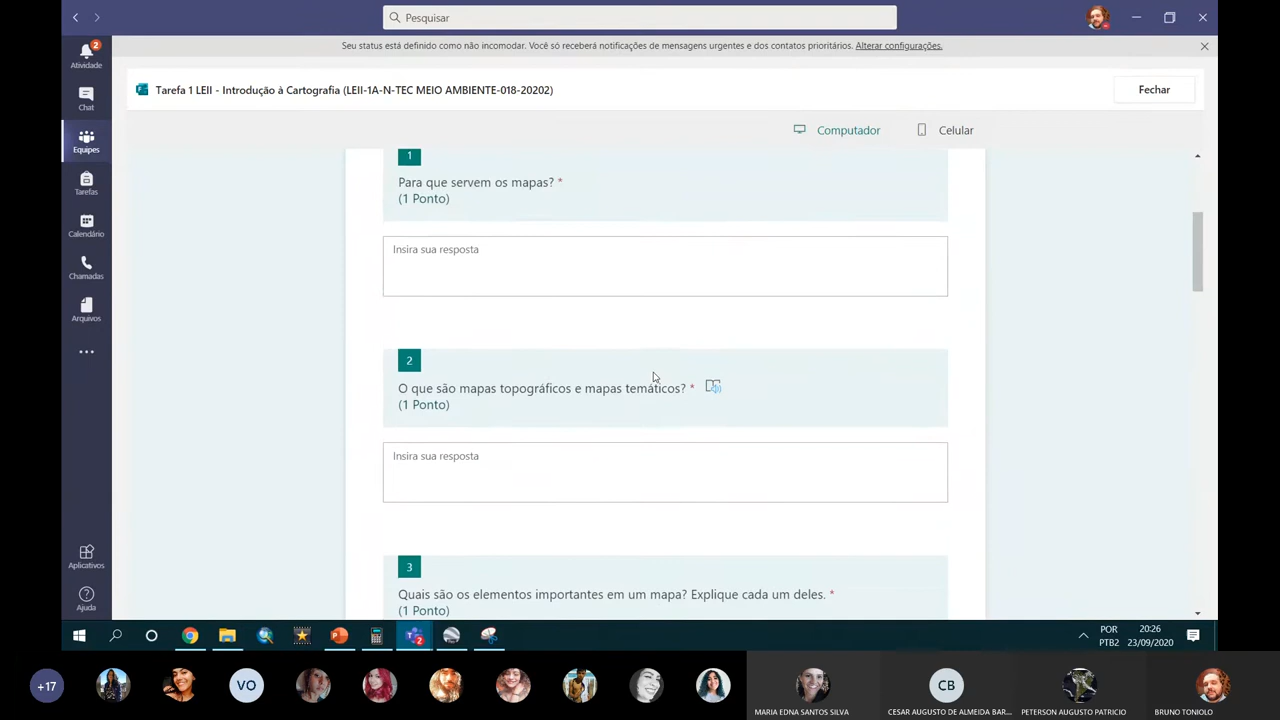 Pesquisar
Seu status está definido como não incomodar. Você só receberá notificações de mensagens urgentes e dos contatos prioritários. Alterar configurações.
2
Atividade
Chat
Equipes
Tarefas
Calendário
Chamadas
Arquivos
Aplicativos
Ajuda
Tarefa 1 LEII - Introdução à Cartografia (LEII-1A-N-TEC MEIO AMBIENTE-018-20202)
Fechar
Computador
Celular
1
Para que servem os mapas? *
(1 Ponto)
Insira sua resposta
2
O que são mapas topográficos e mapas temáticos? *
(1 Ponto)
Insira sua resposta
3
Quais são os elementos importantes em um mapa? Explique cada um deles. *
(1 Ponto)
2
POR
PTB2
20:26
23/09/2020
+17
VO
CB
MARIA EDNA SANTOS SILVA
CESAR AUGUSTO DE ALMEIDA BAR...
PETERSON AUGUSTO PATRICIO
BRUNO TONIOLO